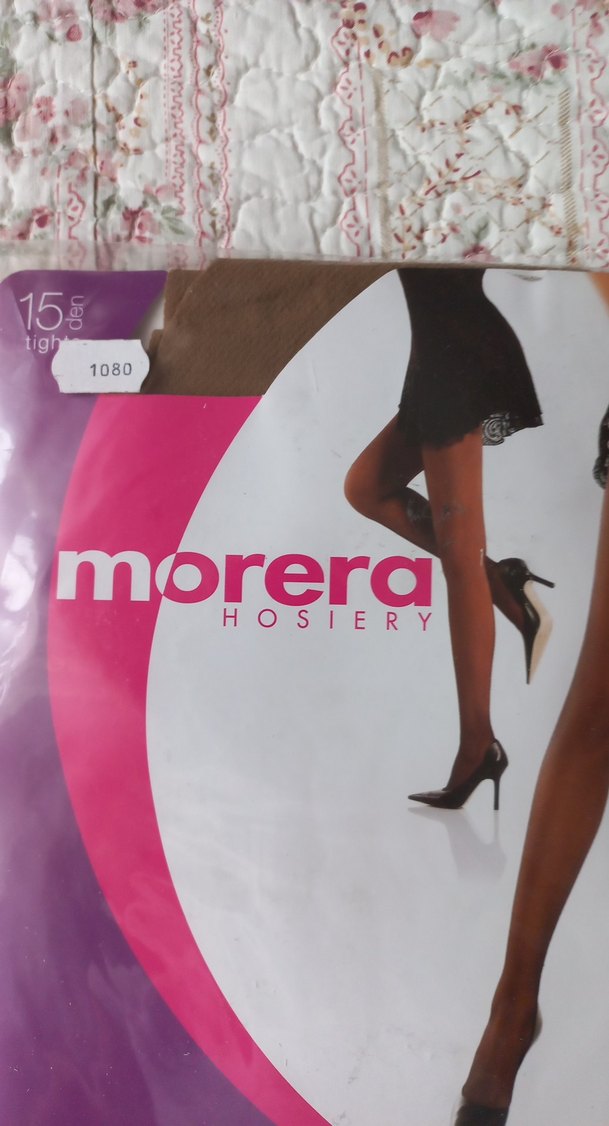 15 den
1080
morera
HOSIERY